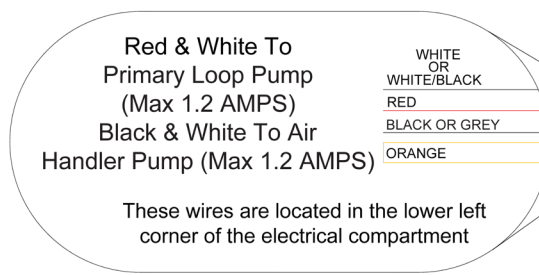 Red & White To
Primary Loop Pump
(Max 1.2 AMPS)
Black & White To Air
Handler Pump (Max 1.2 AMPS)
WHITE
OR
WHITE/BLACK
RED
BLACK OR GREY
ORANGE
These wires are located in the lower left
corner of the electrical compartment